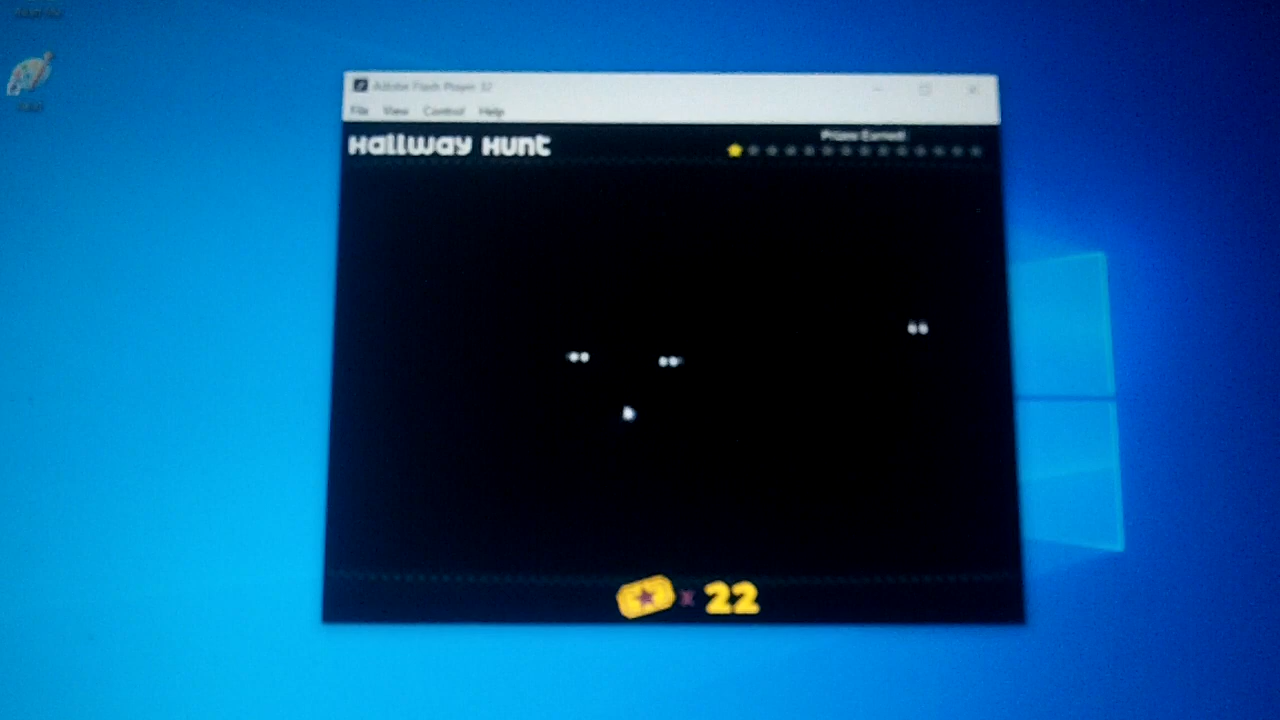 Adobe Flash Player 32
File View Control Help
Hallway Hunt
Prizes Earned
x 22